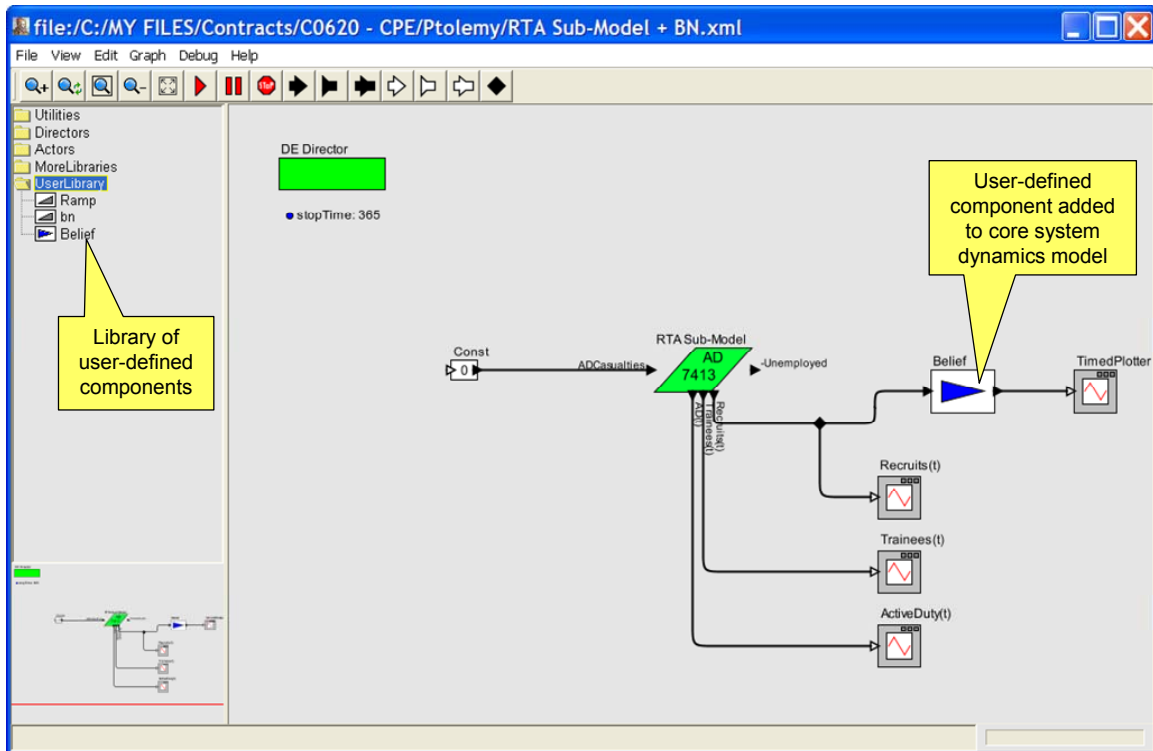 file:/C:/MY FILES/Contracts/C0620 - CPE/Ptolemy/RTA Sub-Model + BN.xml
File View Edit Graph Debug Help
STOP
Utilities
Directors
Actors
MoreLibraries
UserLibrary
Ramp
bn
Belief
Library of
user-defined
components
DE Director
stopTime: 365
User-defined
component added
to core system
dynamics model
Const
0
ADCasualties
RTA Sub-Model
AD
7413
-Unemployed
AD(t)
Trainees(t)
Recruits(t)
Belief
TimedPlotter
Recruits(t)
Trainees(t)
ActiveDuty(t)